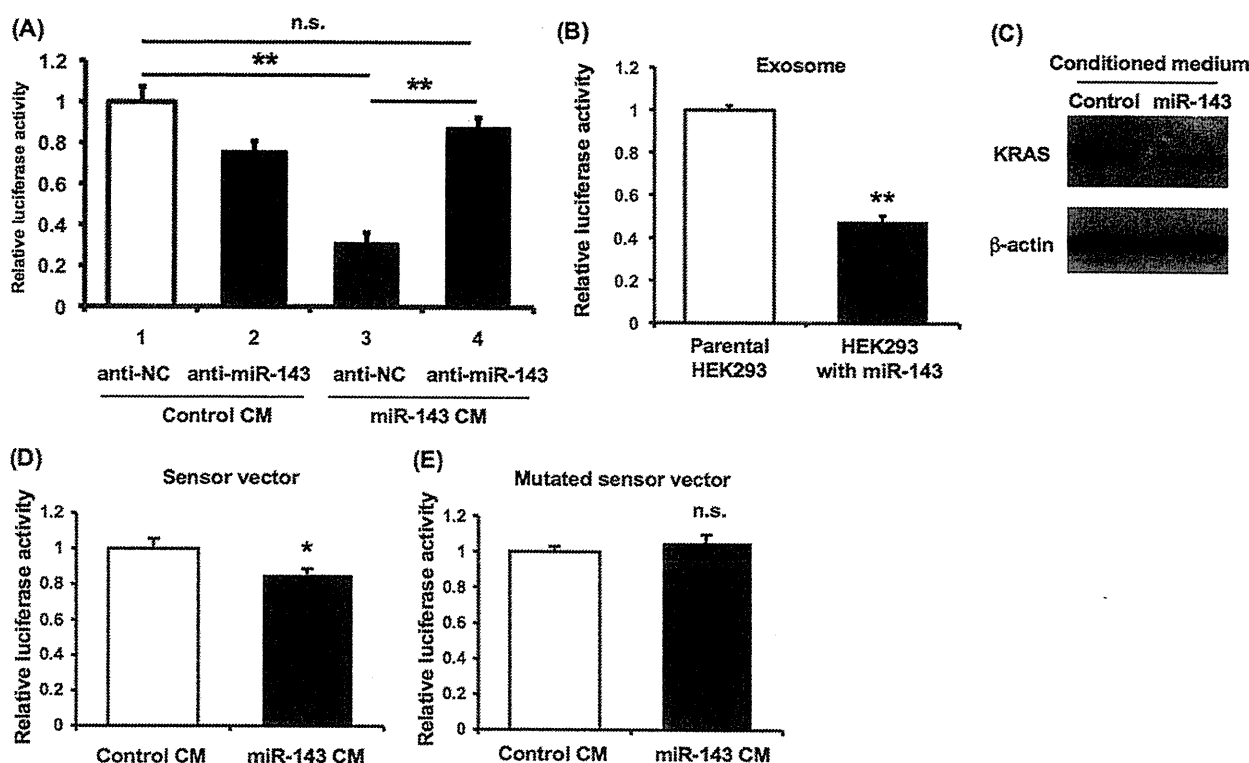 (A)
n.s.
**
**
Relative luciferase activity
1.2
1
0.8
0.6
0.4
0.2
0
1 2 3 4
anti-NC anti-miR-143 anti-NC anti-miR-143
Control CM miR-143 CM
(B)
Exosome
Relative luciferase activity
1.2
1
0.8
0.6
0.4
0.2
0
**
Parental HEK293
HEK293 with miR-143
(C)
Conditioned medium
Control miR-143
KRAS
β-actin
(D)
Sensor vector
Relative luciferase activity
1.2
1
0.8
0.6
0.4
0.2
0
*
Control CM miR-143 CM
(E)
Mutated sensor vector
Relative luciferase activity
1.2
1
0.8
0.6
0.4
0.2
0
n.s.
Control CM miR-143 CM